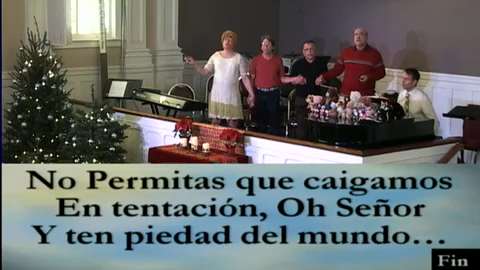 No Permitas que caigamos
En tentación, Oh Señor
Y ten piedad del mundo...
Fin